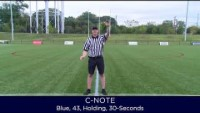 C-NOTE
Blue, 43, Holding, 30-Seconds